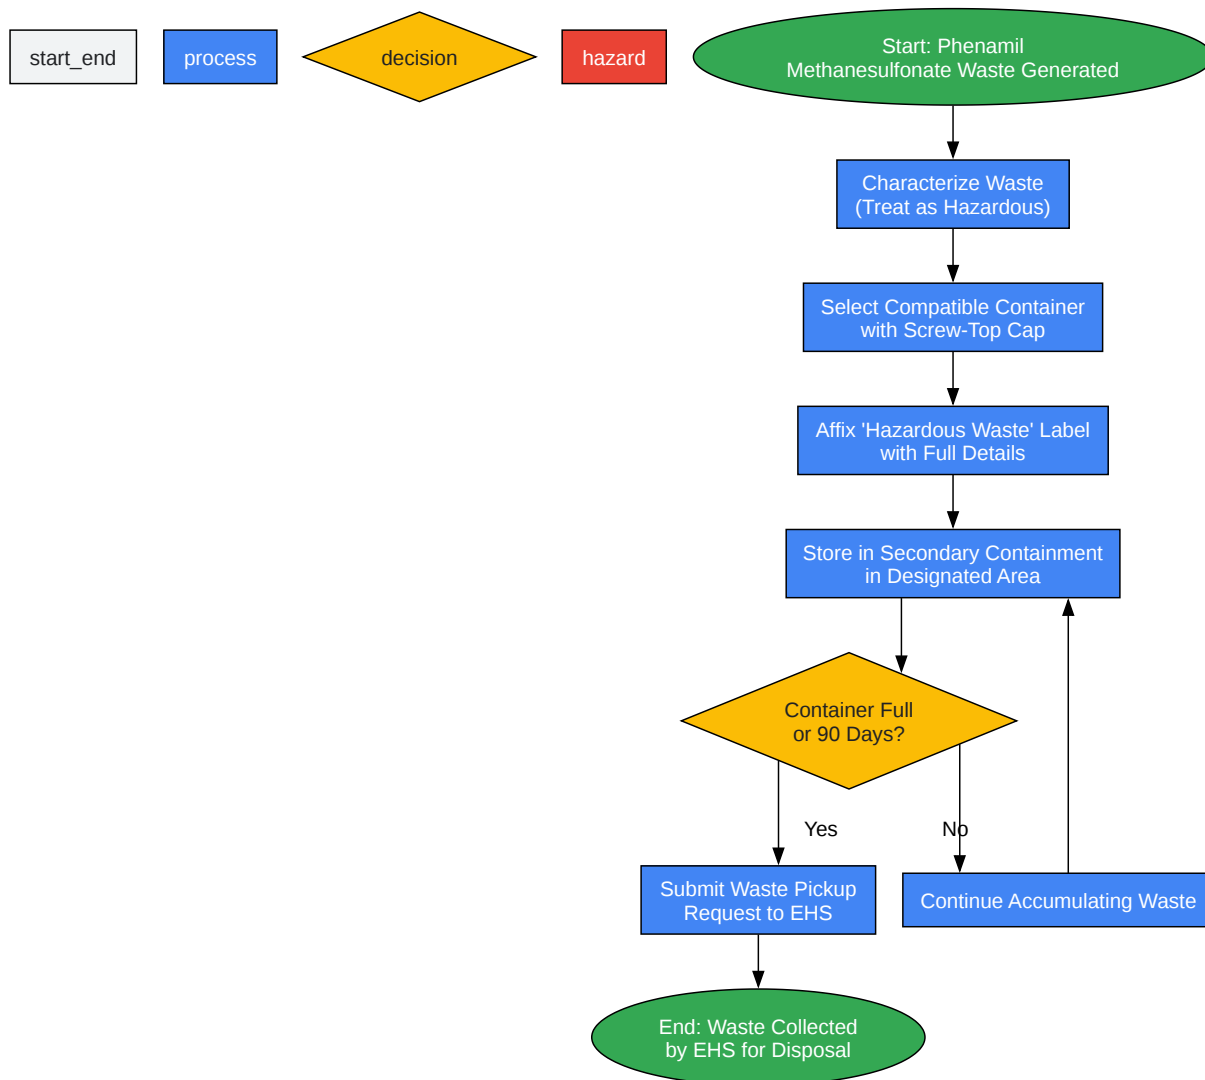 start_end
process
decision
hazard
Start: Phenamil
Methanesulfonate Waste Generated
Characterize Waste
(Treat as Hazardous)
Select Compatible Container
with Screw-Top Cap
Affix 'Hazardous Waste' Label
with Full Details
Store in Secondary Containment
in Designated Area
Container Full
or 90 Days?
Yes
No
Submit Waste Pickup
Request to EHS
Continue Accumulating Waste
End: Waste Collected
by EHS for Disposal